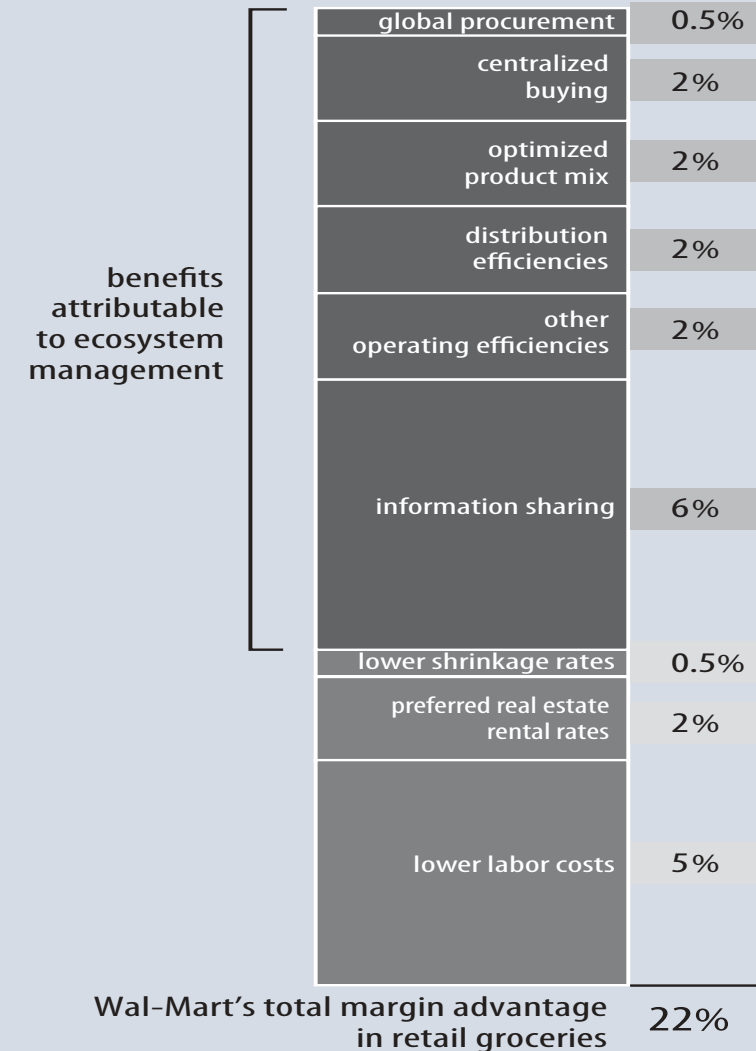 global procurement 0.5%
centralized
buying 2%
optimized
product mix 2%
distribution
efficiencies 2%
benefits
attributable
to ecosystem
management
other
operating efficiencies 2%
information sharing 6%
lower shrinkage rates 0.5%
preferred real estate
rental rates 2%
lower labor costs 5%
Wal-Mart’s total margin advantage
in retail groceries 22%